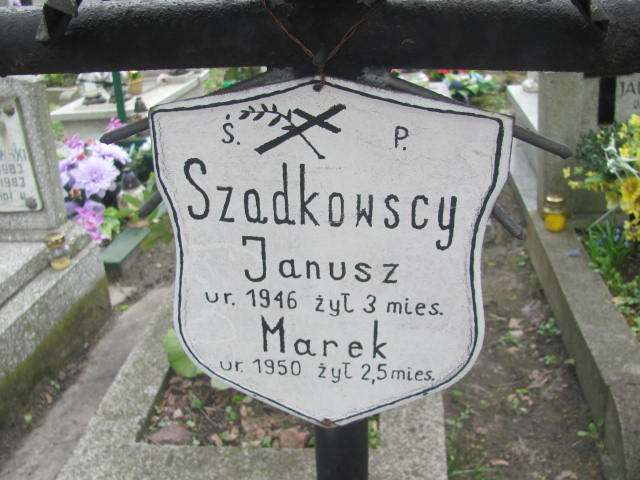 Ś. P.
Szadkowscy
Janusz
ur. 1946 żył 3 mies.
Marek
ur. 1950 żył 2,5 mies.